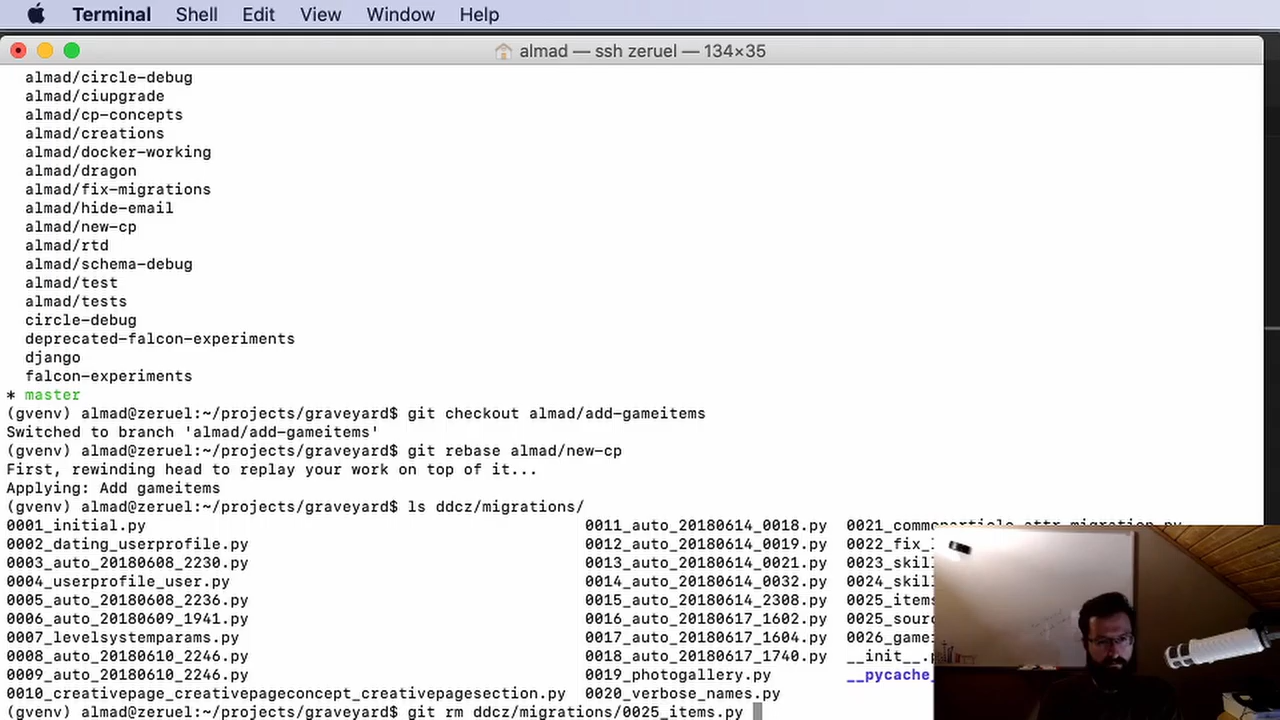 Terminal Shell Edit View Window Help
almad — ssh zeruel — 134×35
almad/circle-debug
almad/ciupgrade
almad/cp-concepts
almad/creations
almad/docker-working
almad/dragon
almad/fix-migrations
almad/hide-email
almad/new-cp
almad/rtd
almad/schema-debug
almad/test
almad/tests
circle-debug
deprecated-falcon-experiments
django
falcon-experiments
* master
(gvenv) almad@zeruel:~/projects/graveyard$ git checkout almad/add-gameitems
Switched to branch 'almad/add-gameitems'
(gvenv) almad@zeruel:~/projects/graveyard$ git rebase almad/new-cp
First, rewinding head to replay your work on top of it...
Applying: Add gameitems
(gvenv) almad@zeruel:~/projects/graveyard$ ls ddcz/migrations/
0001_initial.py 0011_auto_20180614_0018.py 0021_commonarticle_attr_migration.py
0002_dating_userprofile.py 0012_auto_20180614_0019.py 0022_fix_
0003_auto_20180608_2230.py 0013_auto_20180614_0021.py 0023_skil
0004_userprofile_user.py 0014_auto_20180614_0032.py 0024_skil
0005_auto_20180608_2236.py 0015_auto_20180614_2308.py 0025_items
0006_auto_20180609_1941.py 0016_auto_20180617_1602.py 0025_sour
0007_levelsystemparams.py 0017_auto_20180617_1604.py 0026_game
0008_auto_20180610_2246.py 0018_auto_20180617_1740.py __init__.p
0009_auto_20180610_2246.py 0019_photogallery.py __pycache_
0010_creativepage_creativepageconcept_creativepagesection.py 0020_verbose_names.py
(gvenv) almad@zeruel:~/projects/graveyard$ git rm ddcz/migrations/0025_items.py